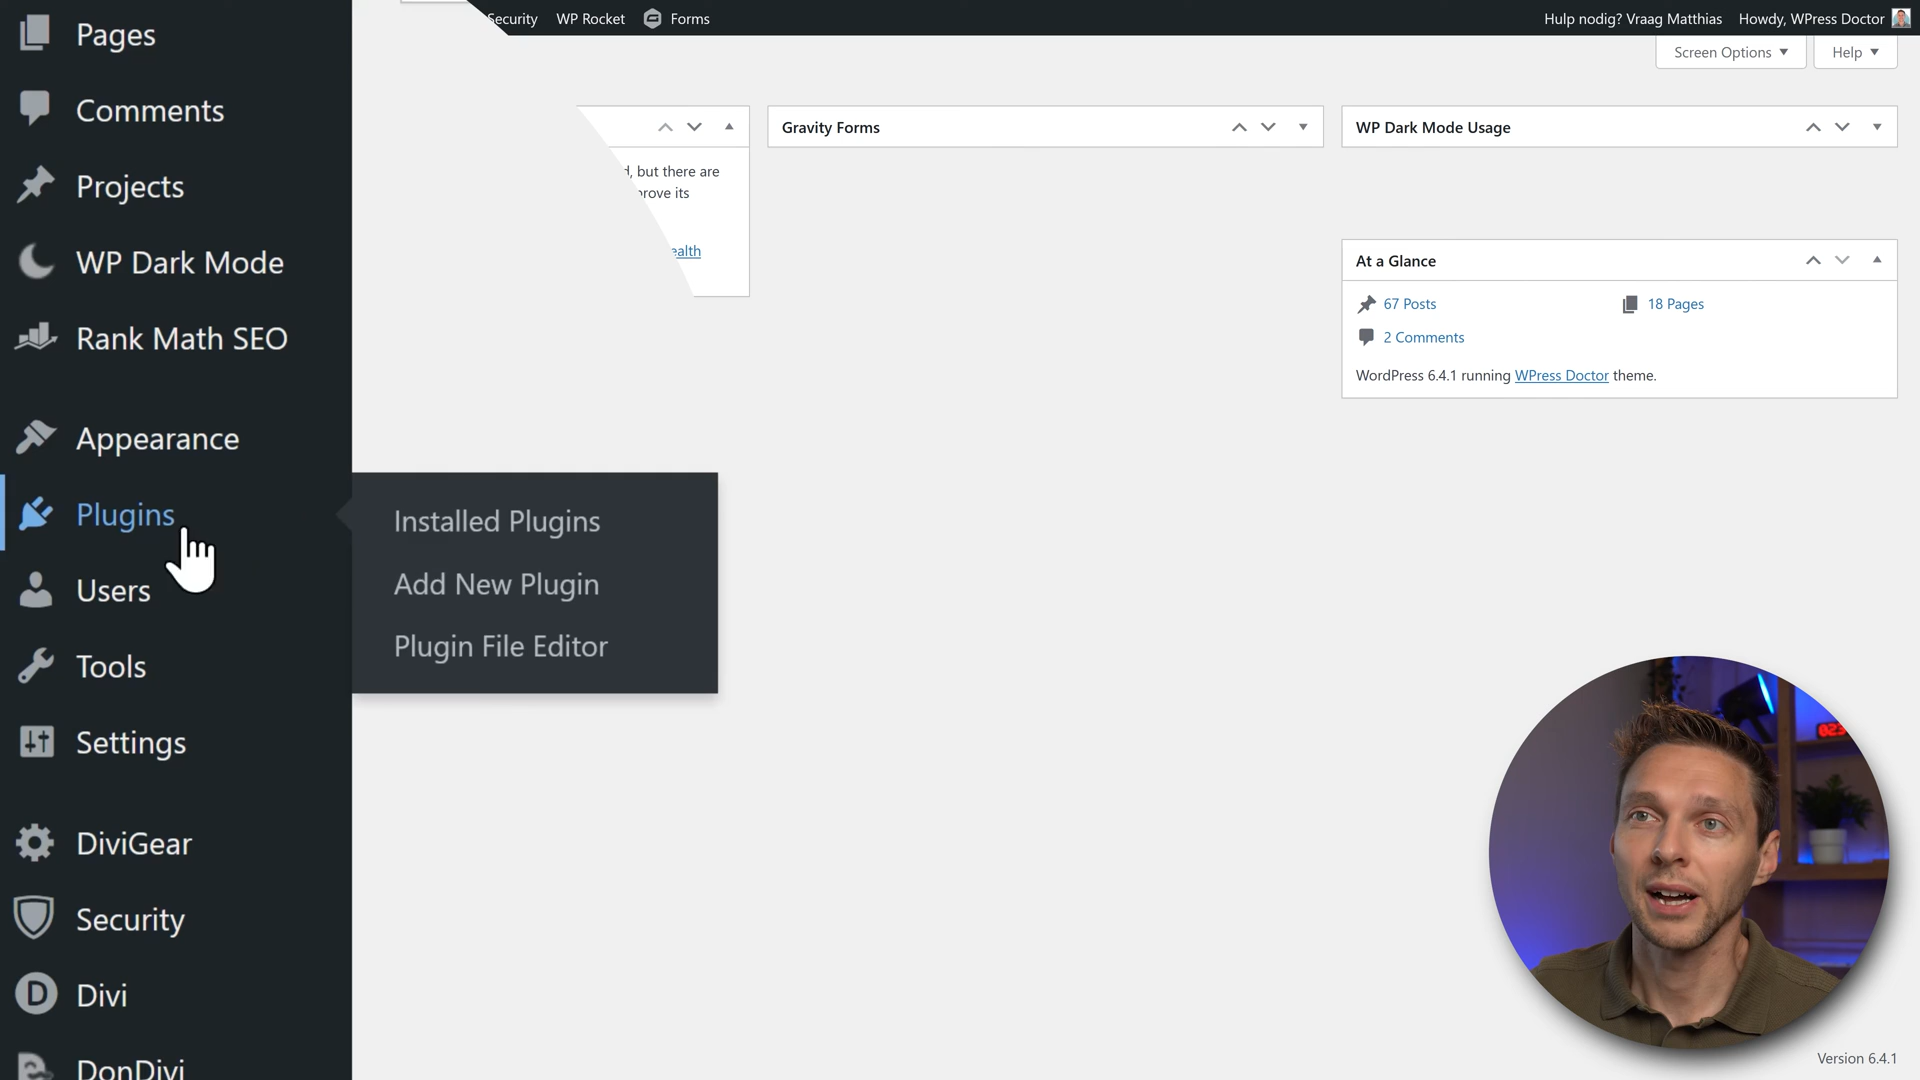 Security WP Rocket Forms Hulp nodig? Vraag Matthias Howdy, WPress Doctor
Screen Options Help
Pages
Comments
Projects
WP Dark Mode
Rank Math SEO
Appearance
Plugins
Users
Tools
Settings
DiviGear
Security
Divi
DonDivi
Installed Plugins
Add New Plugin
Plugin File Editor
but there are
Gravity Forms
WP Dark Mode Usage
At a Glance
67 Posts 18 Pages
2 Comments
WordPress 6.4.1 running WPress Doctor theme.
Version 6.4.1